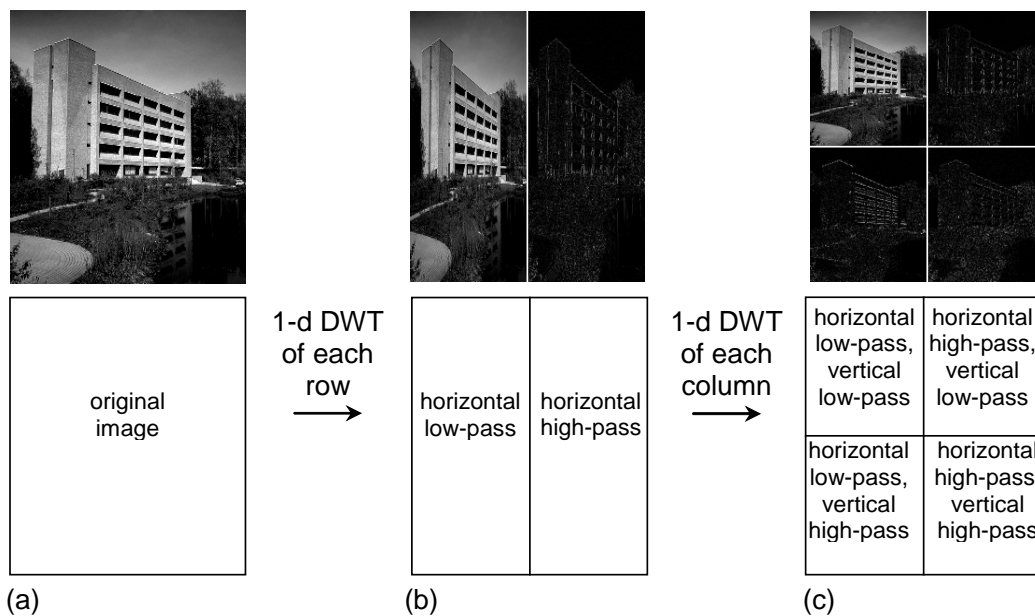 original
image
(a)
1-d DWT
of each
row
horizontal
low-pass
horizontal
high-pass
(b)
1-d DWT
of each
column
horizontal
low-pass,
vertical
low-pass
horizontal
high-pass,
vertical
low-pass
horizontal
low-pass,
vertical
high-pass
horizontal
high-pass
vertical
high-pass
(c)